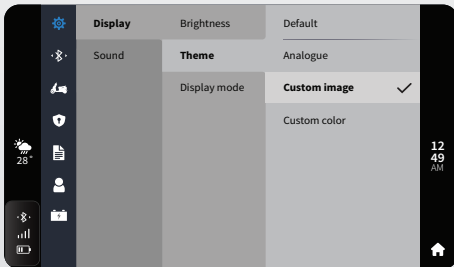 Display
Sound
Brightness
Theme
Display mode
Default
Analogue
Custom image
Custom color
28°
12
49
AM